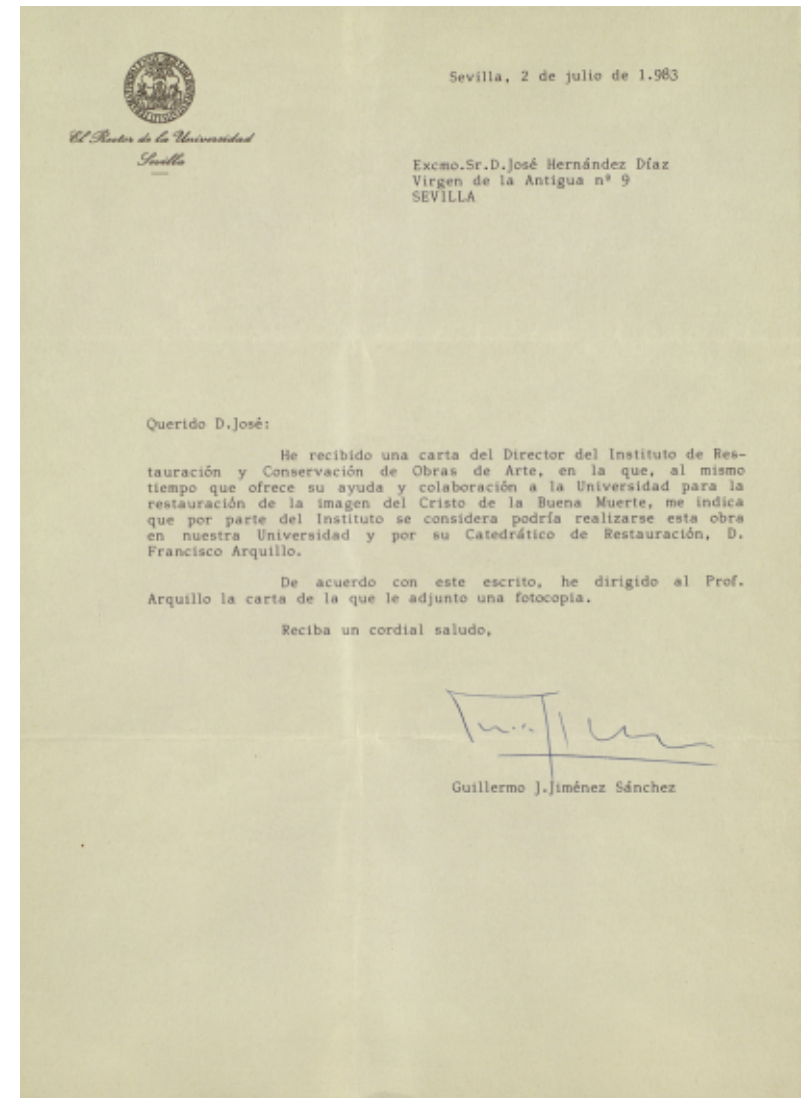 Sevilla, 2 de julio de 1.983
El Rector de la Universidad
Sevilla
Excmo.Sr.D.José Hernández Díaz
Virgen de la Antigua nº 9
SEVILLA
Querido D.José:
He recibido una carta del Director del Instituto de Res-
tauración y Conservación de Obras de Arte, en la que, al mismo
tiempo que ofrece su ayuda y colaboración a la Universidad para la
restauración de la imagen del Cristo de la Buena Muerte, me indica
que por parte del Instituto se considera podría realizarse esta obra
en nuestra Universidad y por su Catedrático de Restauración, D.
Francisco Arquillo.
De acuerdo con este escrito, he dirigido al Prof.
Arquillo la carta de la que le adjunto una fotocopia.
Reciba un cordial saludo,
Guillermo J.Jiménez Sánchez